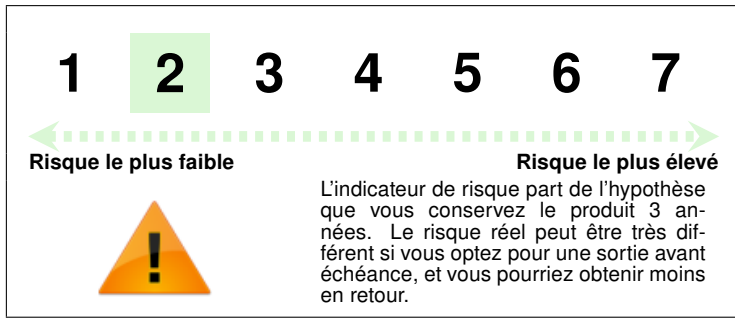 1 2 3 4 5 6 7
Risque le plus faible Risque le plus élevé
L'indicateur de risque part de l'hypothèse
que vous conservez le produit 3 an-
nées. Le risque réel peut être très dif-
férent si vous optez pour une sortie avant
échéance, et vous pourriez obtenir moins
en retour.
!